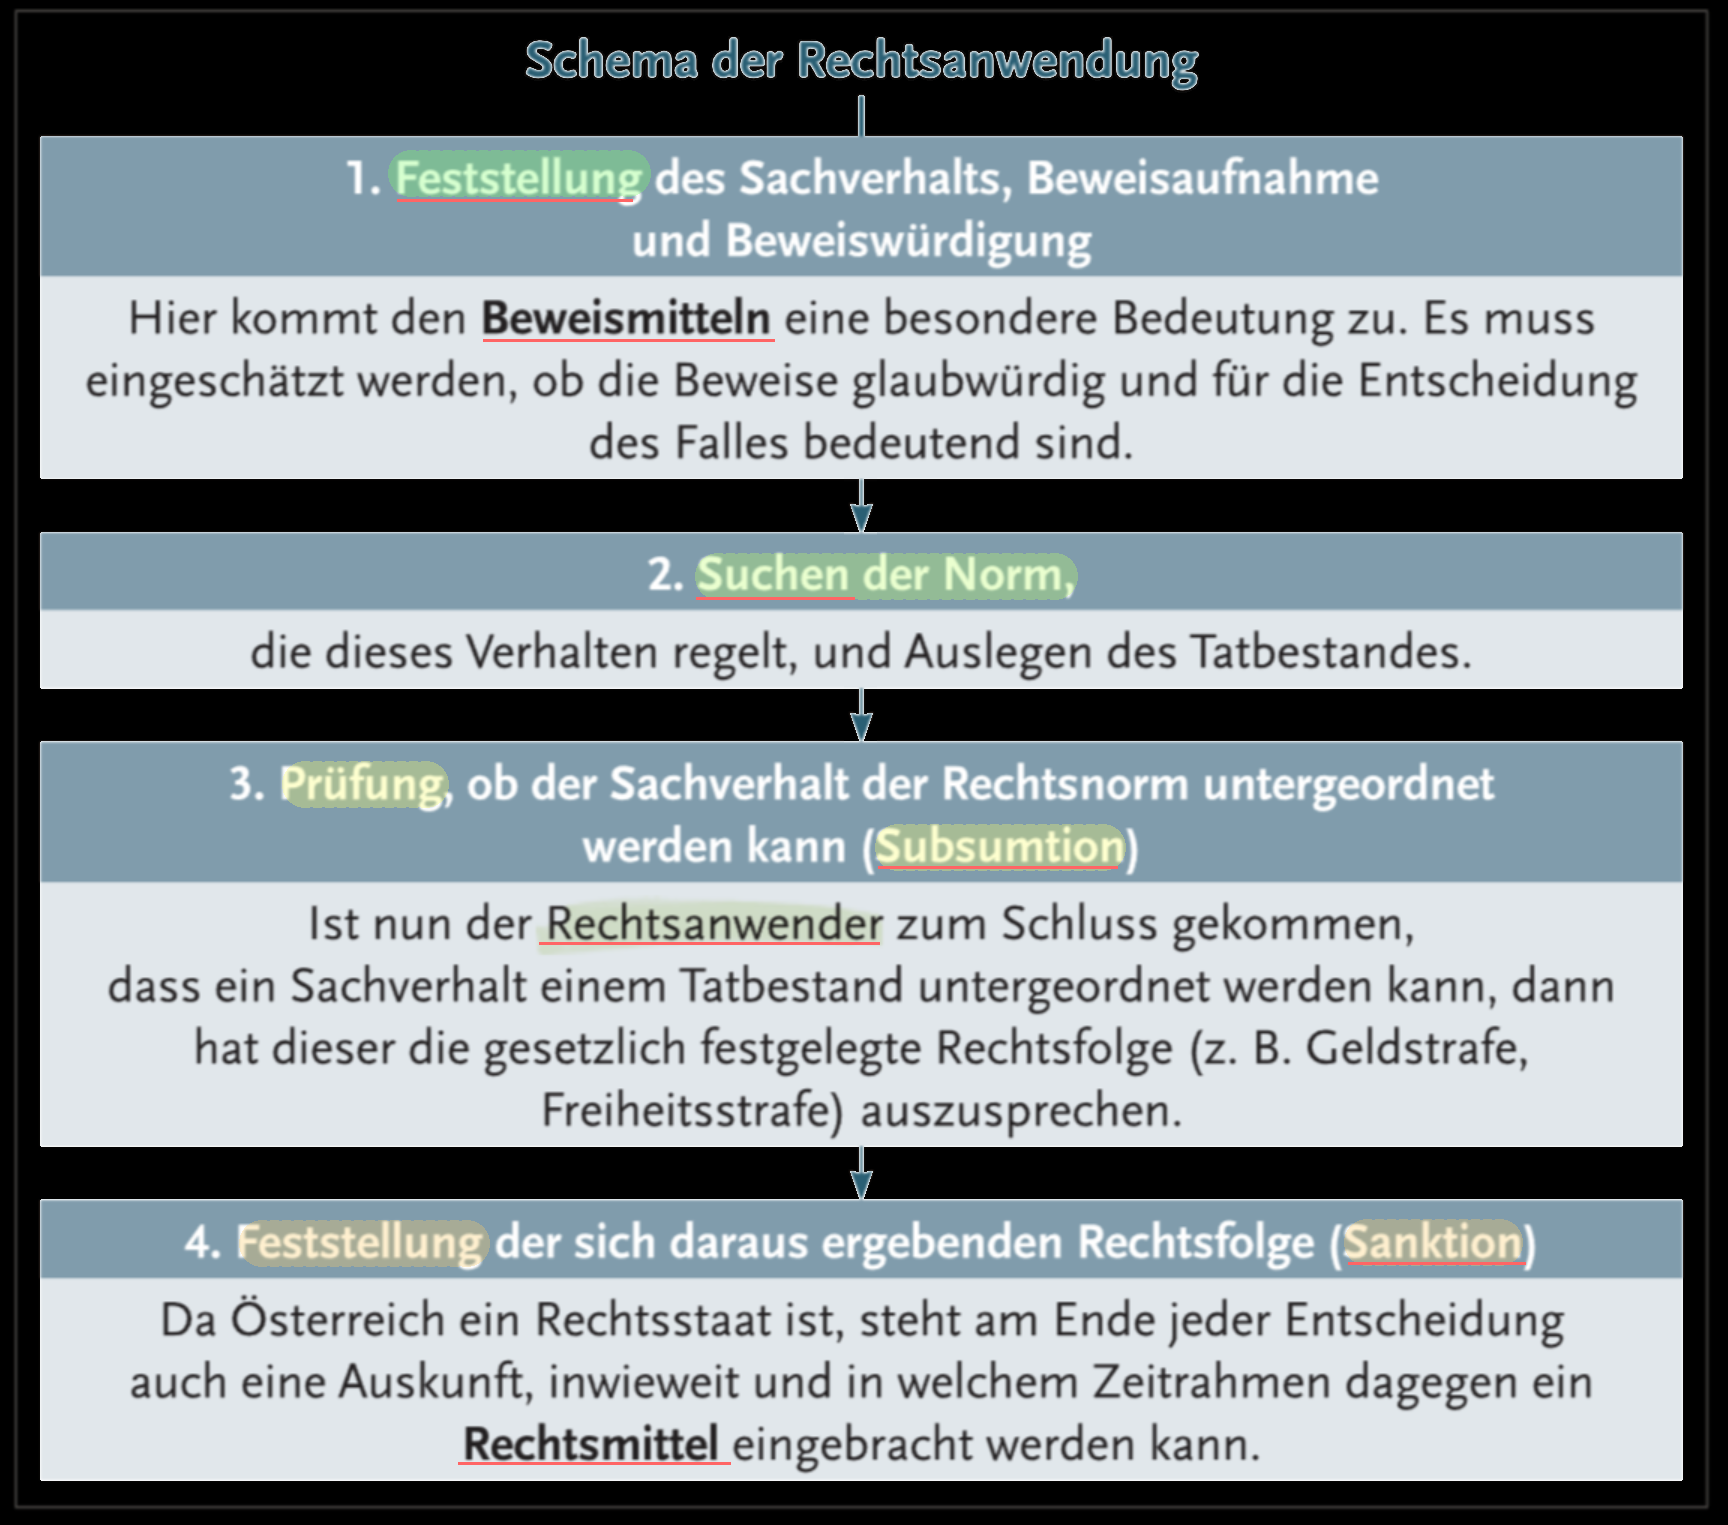 Schema der Rechtsanwendung
1. Feststellung des Sachverhalts, Beweisaufnahme
und Beweiswürdigung
Hier kommt den Beweismitteln eine besondere Bedeutung zu. Es muss
eingeschätzt werden, ob die Beweise glaubwürdig und für die Entscheidung
des Falles bedeutend sind.
2. Suchen der Norm,
die dieses Verhalten regelt, und Auslegen des Tatbestandes.
3. Prüfung, ob der Sachverhalt der Rechtsnorm untergeordnet
werden kann (Subsumtion)
Ist nun der Rechtsanwender zum Schluss gekommen,
dass ein Sachverhalt einem Tatbestand untergeordnet werden kann, dann
hat dieser die gesetzlich festgelegte Rechtsfolge (z. B. Geldstrafe,
Freiheitsstrafe) auszusprechen.
4. Feststellung der sich daraus ergebenden Rechtsfolge (Sanktion)
Da Österreich ein Rechtsstaat ist, steht am Ende jeder Entscheidung
auch eine Auskunft, inwieweit und in welchem Zeitrahmen dagegen ein
Rechtsmittel eingebracht werden kann.